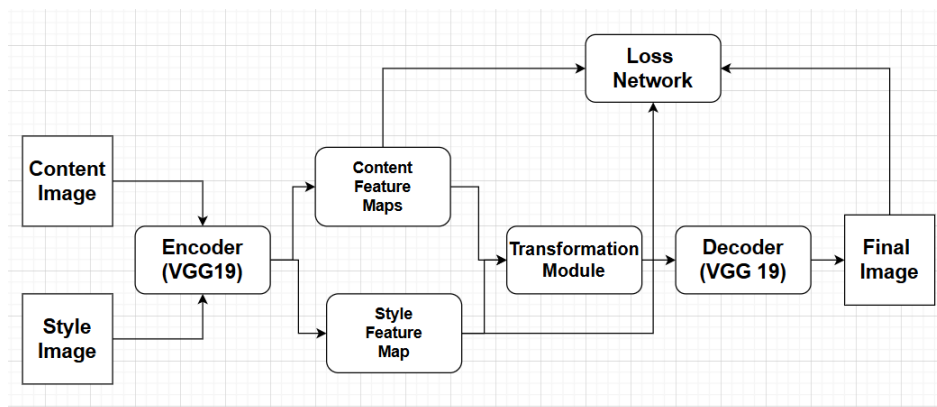 Loss
Network
Content
Image
Content
Feature
Maps
Encoder
(VGG19)
Transformation
Module
Decoder
(VGG 19)
Final
Image
Style
Image
Style
Feature
Map